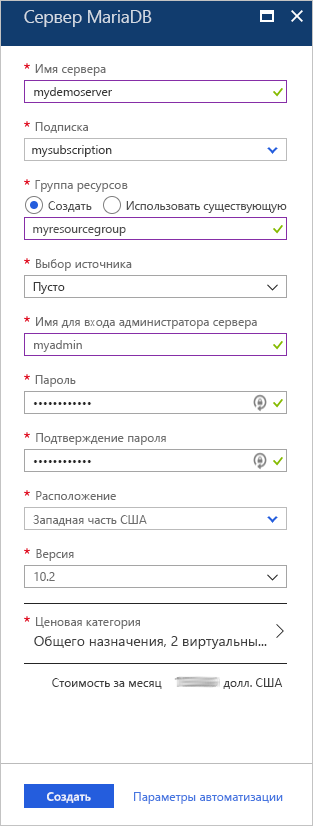 Сервер MariaDB
* Имя сервера
mydemoserver
* Подписка
mysubscription
* Группа ресурсов
Создать Использовать существующую
myresourcegroup
* Выбор источника
Пусто
* Имя для входа администратора сервера
myadmin
* Пароль
••••••••••••
* Подтверждение пароля
••••••••••••
* Расположение
Западная часть США
* Версия
10.2
* Ценовая категория
Общего назначения, 2 виртуальны...
Стоимость за месяц долл. США
Создать Параметры автоматизации